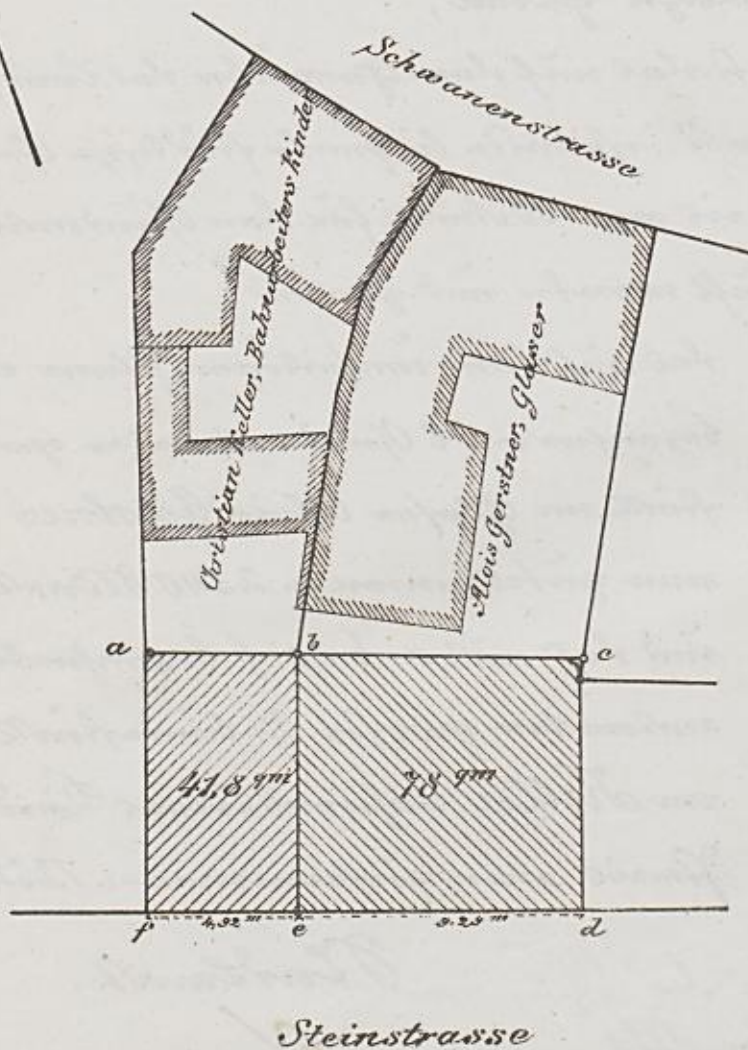 Schwanenstrasse
Christian Keller, Bahnarbeiters Kinder
Alois Gerstner, Glaser
a
b
c
41,8 qm
78 qm
f
4,92 m
e
9.29 m
d
Steinstrasse